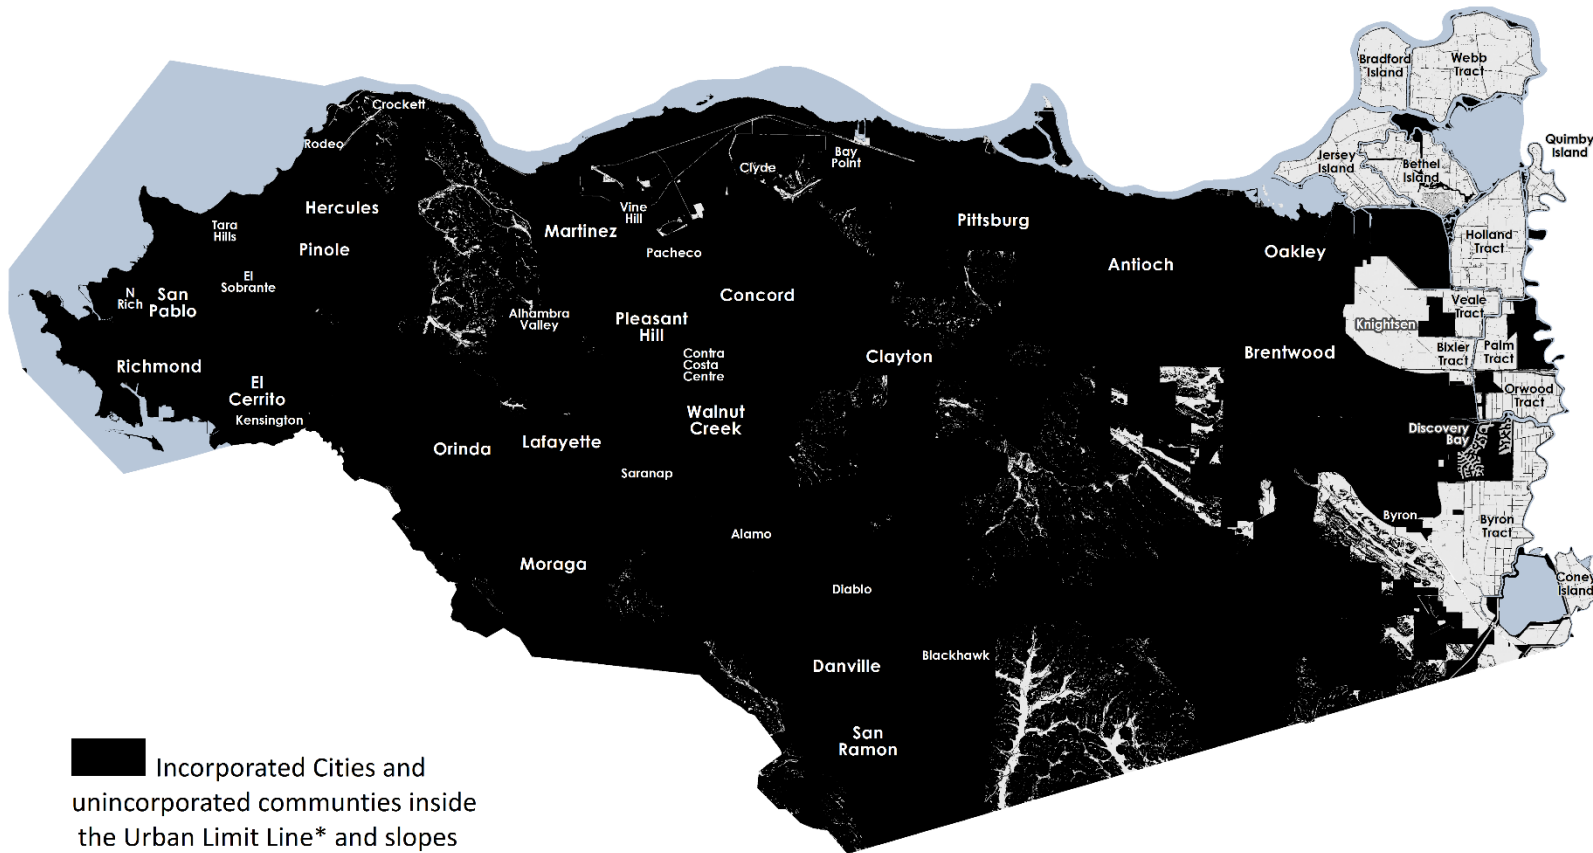 Bradford
Island
Webb
Tract
Quimby
Island
Jersey
Island
Bethel
Island
Holland
Tract
Crockett
Rodeo
Bay
Point
Clyde
Vine
Hill
Hercules
Tara
Hills
Martinez
Pittsburg
Pinole
Pacheco
Oakley
Antioch
El
Sobrante
N
Rich
San
Pablo
Concord
Alhambra
Valley
Pleasant
Hill
Veale
Tract
Knightsen
Bixler
Tract
Palm
Tract
Contra
Costa
Centre
Clayton
Brentwood
Richmond
El
Cerrito
Kensington
Orwood
Tract
Walnut
Creek
Discovery
Bay
Orinda
Lafayette
Saranap
Byron
Byron
Tract
Alamo
Moraga
Diablo
Coney
Island
Danville
Blackhawk
San
Ramon
Incorporated Cities and
unincorporated communties inside
the Urban Limit Line* and slopes